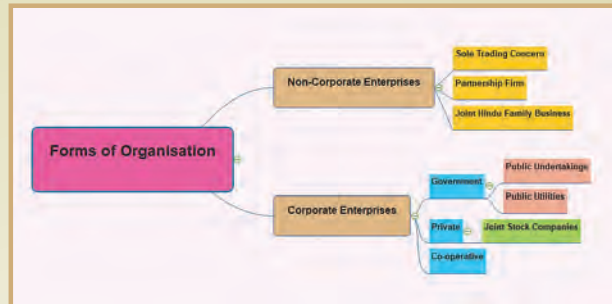 Forms of Organisation
Non-Corporate Enterprises
Sole Trading Concern
Partnership Firm
Joint Hindu Family Business
Corporate Enterprises
Government
Public Undertakings
Public Utilities
Private
Joint Stock Companies
Co-operative